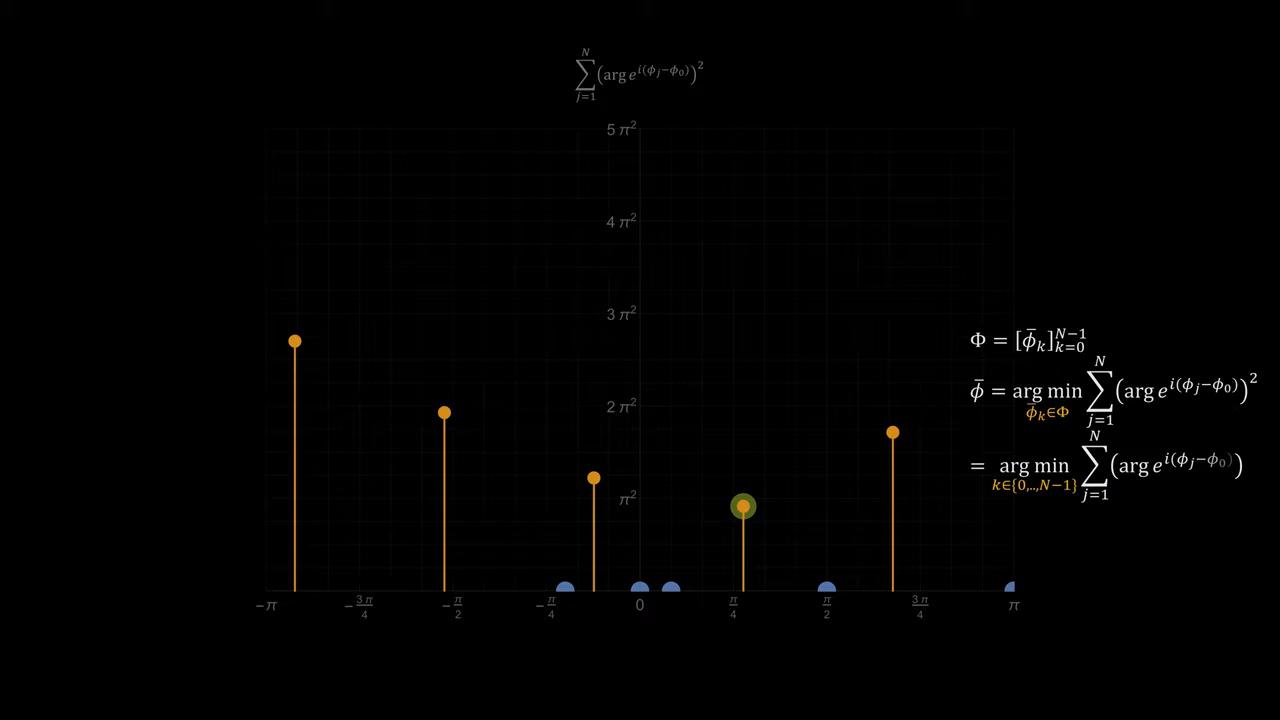 ∑_{j=1}^{N} (arg e^{i(ϕ_j−ϕ_0)})^2
5 π^2
4 π^2
3 π^2
2 π^2
π^2
−π
−3π/4
−π/2
−π/4
0
π/4
π/2
3π/4
π
Φ = [ϕ̄_k]_{k=0}^{N−1}
ϕ̄ = arg min_{ϕ̄_k∈Φ} ∑_{j=1}^{N} (arg e^{i(ϕ_j−ϕ_0)})^2
= arg min_{k∈{0,..,N−1}} ∑_{j=1}^{N} (arg e^{i(ϕ_j−ϕ_0)})